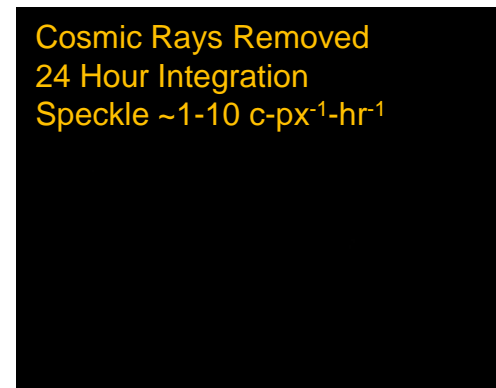 Cosmic Rays Removed
24 Hour Integration
Speckle ~1-10 c-px⁻¹-hr⁻¹